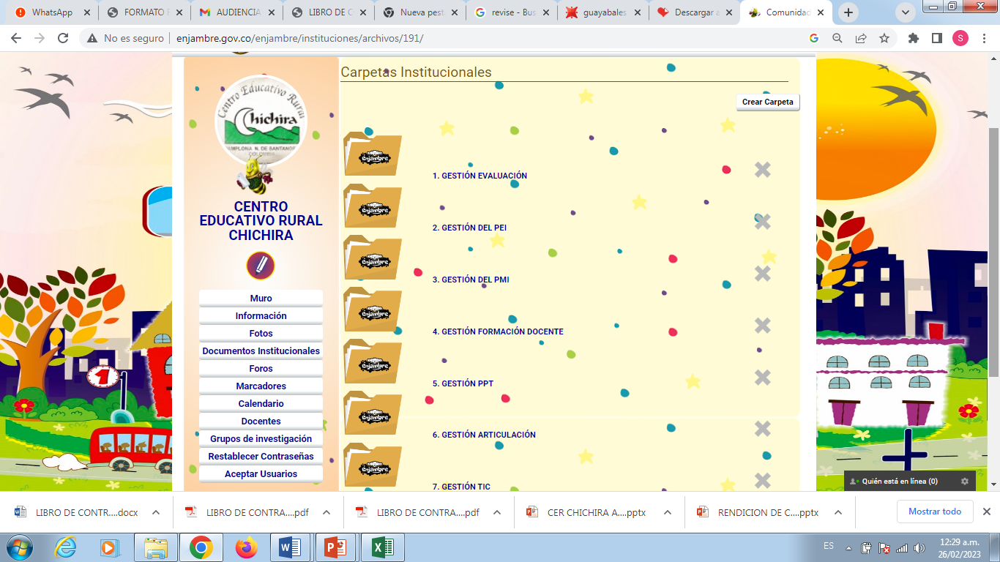 WhatsApp
FORMATO
AUDIENCIA
LIBRO DE C
Nueva pest
revise - Bus
guayabales
Descargar a
Comunidad
No es seguro
enjambre.gov.co/enjambre/instituciones/archivos/191/
S
Centro Educativo Rural
Chichira
PAMPLONA N. DE SANTANDER
COLOMBIA
CENTRO
EDUCATIVO RURAL
CHICHIRA
Muro
Información
Fotos
Documentos Institucionales
Foros
Marcadores
Calendario
Docentes
Grupos de investigación
Restablecer Contraseñas
Aceptar Usuarios
Carpetas Institucionales
Crear Carpeta
enjambre
1. GESTIÓN EVALUACIÓN
enjambre
2. GESTIÓN DEL PEI
enjambre
3. GESTIÓN DEL PMI
enjambre
4. GESTIÓN FORMACIÓN DOCENTE
enjambre
5. GESTIÓN PPT
enjambre
6. GESTIÓN ARTICULACIÓN
enjambre
7. GESTIÓN TIC
1
Quién está en línea (0)
LIBRO DE CONTR....docx
LIBRO DE CONTRA....pdf
LIBRO DE CONTRA....pdf
CER CHICHIRA A....pptx
RENDICION DE C....pptx
Mostrar todo
ES
12:29 a.m.
26/02/2023